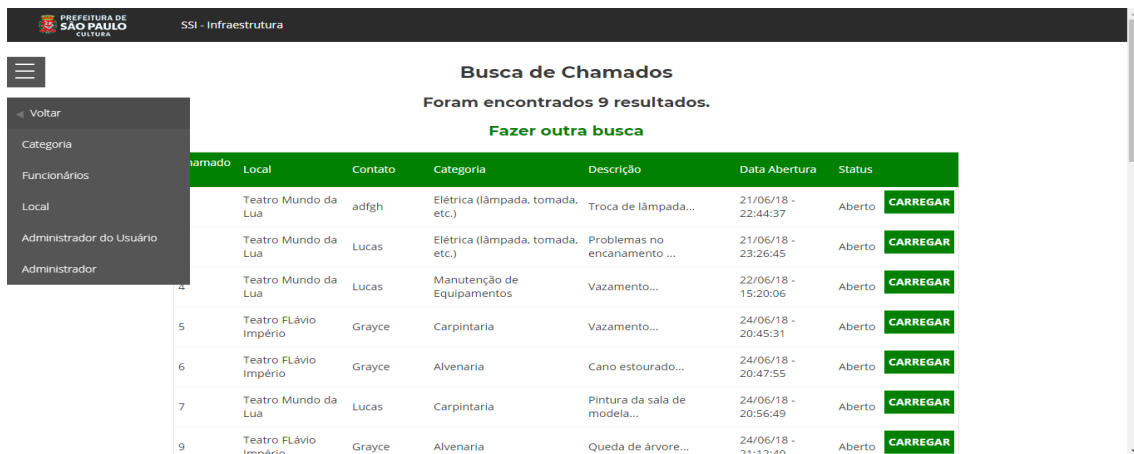 PREFEITURA DE
SÃO PAULO
CULTURA
SSI - Infraestrutura
Busca de Chamados
Foram encontrados 9 resultados.
Fazer outra busca
Voltar
Categoria
Funcionários
Local
Administrador do Usuário
Administrador
hamado Local Contato Categoria Descrição Data Abertura Status
Teatro Mundo da Lua adfgh Elétrica (lâmpada, tomada, etc.) Troca de lâmpada... 21/06/18 - 22:44:37 Aberto CARREGAR
Teatro Mundo da Lua Lucas Elétrica (lâmpada, tomada, etc.) Problemas no encanamento ... 21/06/18 - 23:26:45 Aberto CARREGAR
4 Teatro Mundo da Lua Lucas Manutenção de Equipamentos Vazamento... 22/06/18 - 15:20:06 Aberto CARREGAR
5 Teatro FLávio Império Grayce Carpintaria Vazamento... 24/06/18 - 20:45:31 Aberto CARREGAR
6 Teatro FLávio Império Grayce Alvenaria Cano estourado... 24/06/18 - 20:47:55 Aberto CARREGAR
7 Teatro Mundo da Lua Lucas Carpintaria Pintura da sala de modela... 24/06/18 - 20:56:49 Aberto CARREGAR
9 Teatro FLávio Império Grayce Alvenaria Queda de árvore... 24/06/18 - 21:12:40 Aberto CARREGAR